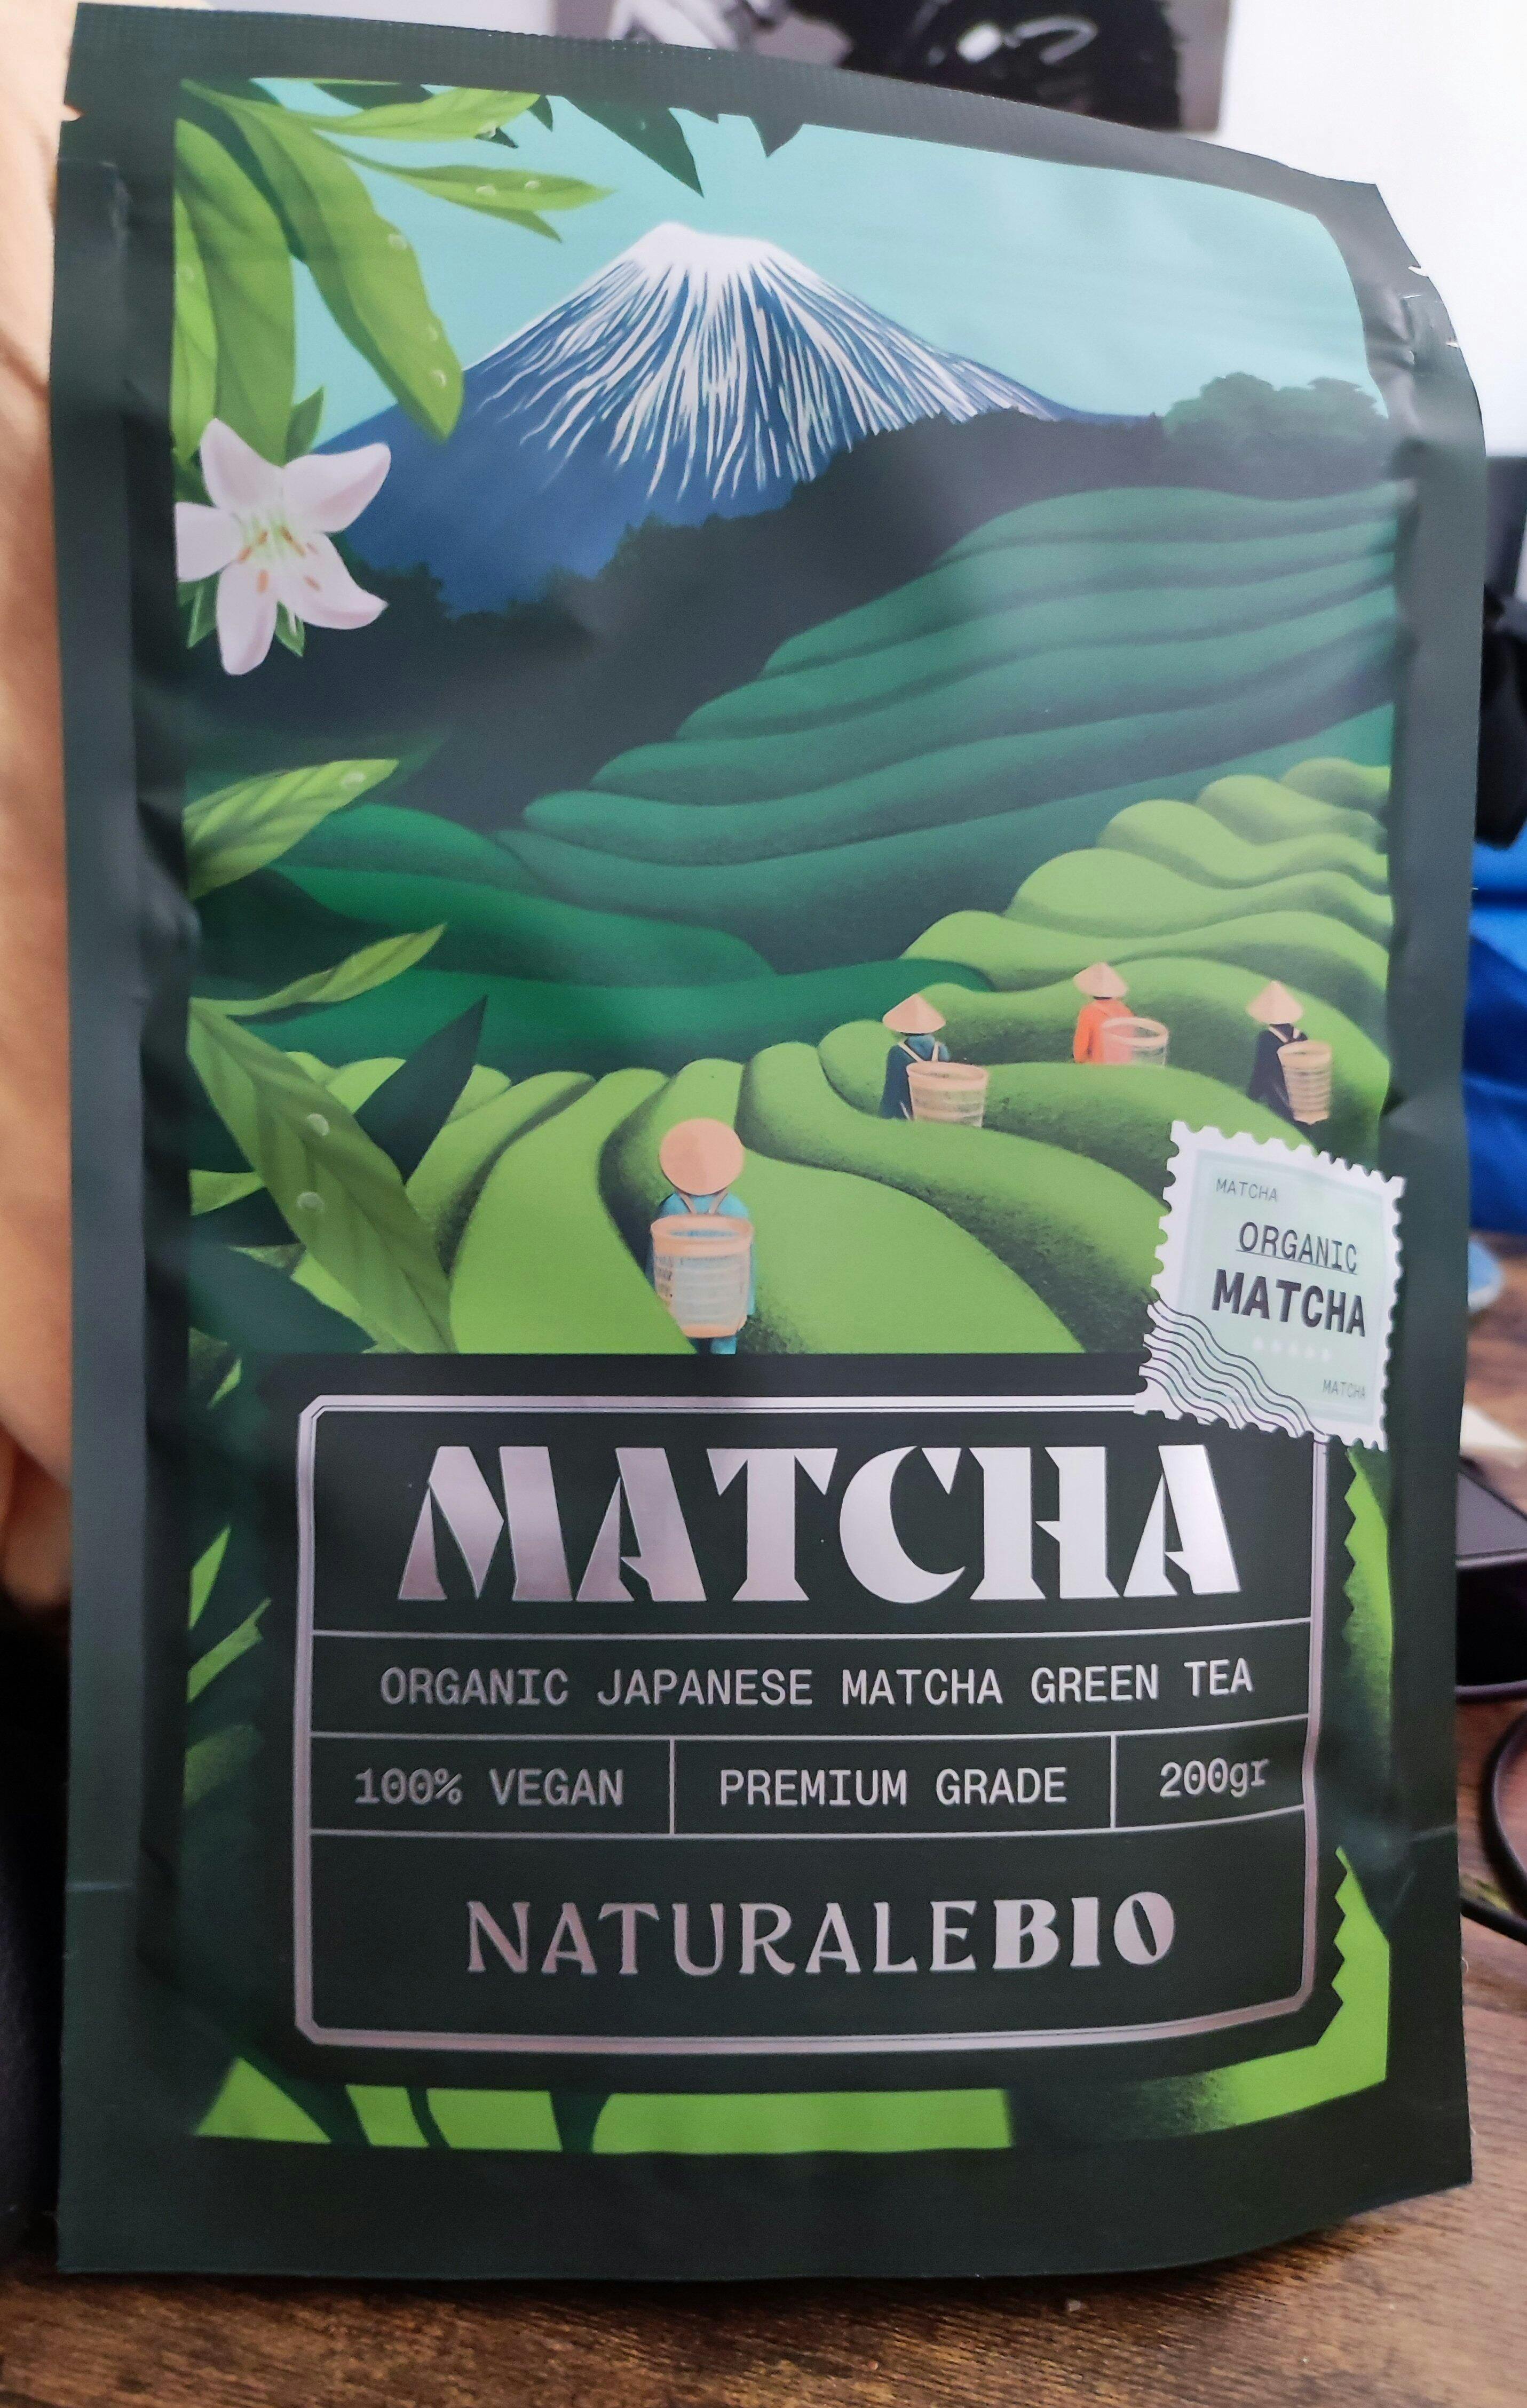 MATCHA
ORGANIC
MATCHA
MATCHA
MATCHA
ORGANIC JAPANESE MATCHA GREEN TEA
100% VEGAN
PREMIUM GRADE
200gr
NATURALEBIO